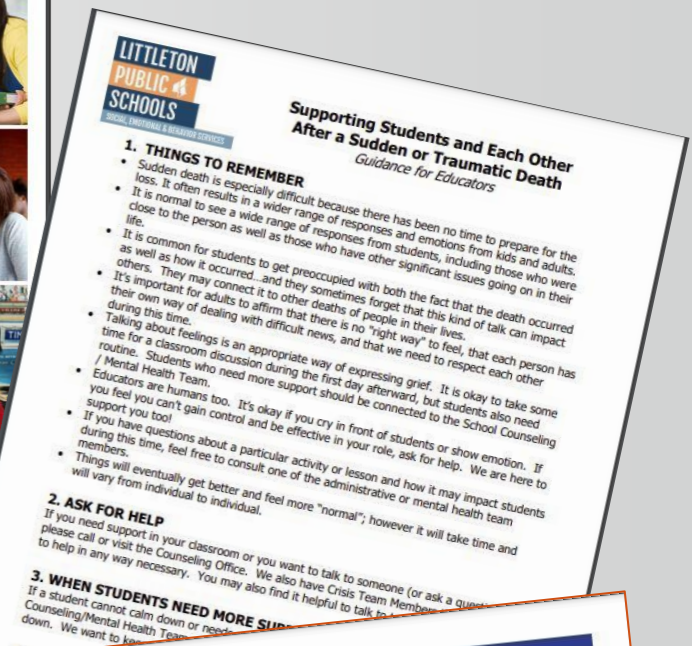 LITTLETON
PUBLIC
SCHOOLS
SOCIAL, EMOTIONAL & BEHAVIOR SERVICES
Supporting Students and Each Other
After a Sudden or Traumatic Death
Guidance for Educators
1. THINGS TO REMEMBER
• Sudden death is especially difficult because there has been no time to prepare for the
loss. It often results in a wider range of responses and emotions from kids and adults.
• It is normal to see a wide range of responses from students, including those who were
close to the person as well as those who have other significant issues going on in their
life.
• It is common for students to get preoccupied with both the fact that the death occurred
as well as how it occurred...and they sometimes forget that this kind of talk can impact
others. They may connect it to other deaths of people in their lives.
• It's important for adults to affirm that there is no "right way" to feel, that each person has
their own way of dealing with difficult news, and that we need to respect each other
during this time.
• Talking about feelings is an appropriate way of expressing grief. It is okay to take some
time for a classroom discussion during the first day afterward, but students also need
routine. Students who need more support should be connected to the School Counseling
/ Mental Health Team.
• Educators are humans too. It's okay if you cry in front of students or show emotion. If
you feel you can't gain control and be effective in your role, ask for help. We are here to
support you too!
• If you have questions about a particular activity or lesson and how it may impact students
during this time, feel free to consult one of the administrative or mental health team
members.
• Things will eventually get better and feel more "normal"; however it will take time and
will vary from individual to individual.
2. ASK FOR HELP
If you need support in your classroom or you want to talk to someone (or ask a
please call or visit the Counseling Office. We also have Crisis Team
to help in any way necessary. You may also find it helpful to talk
3. WHEN STUDENTS NEED MORE
If a student cannot calm down or
Counseling/Mental Health
down. We want to